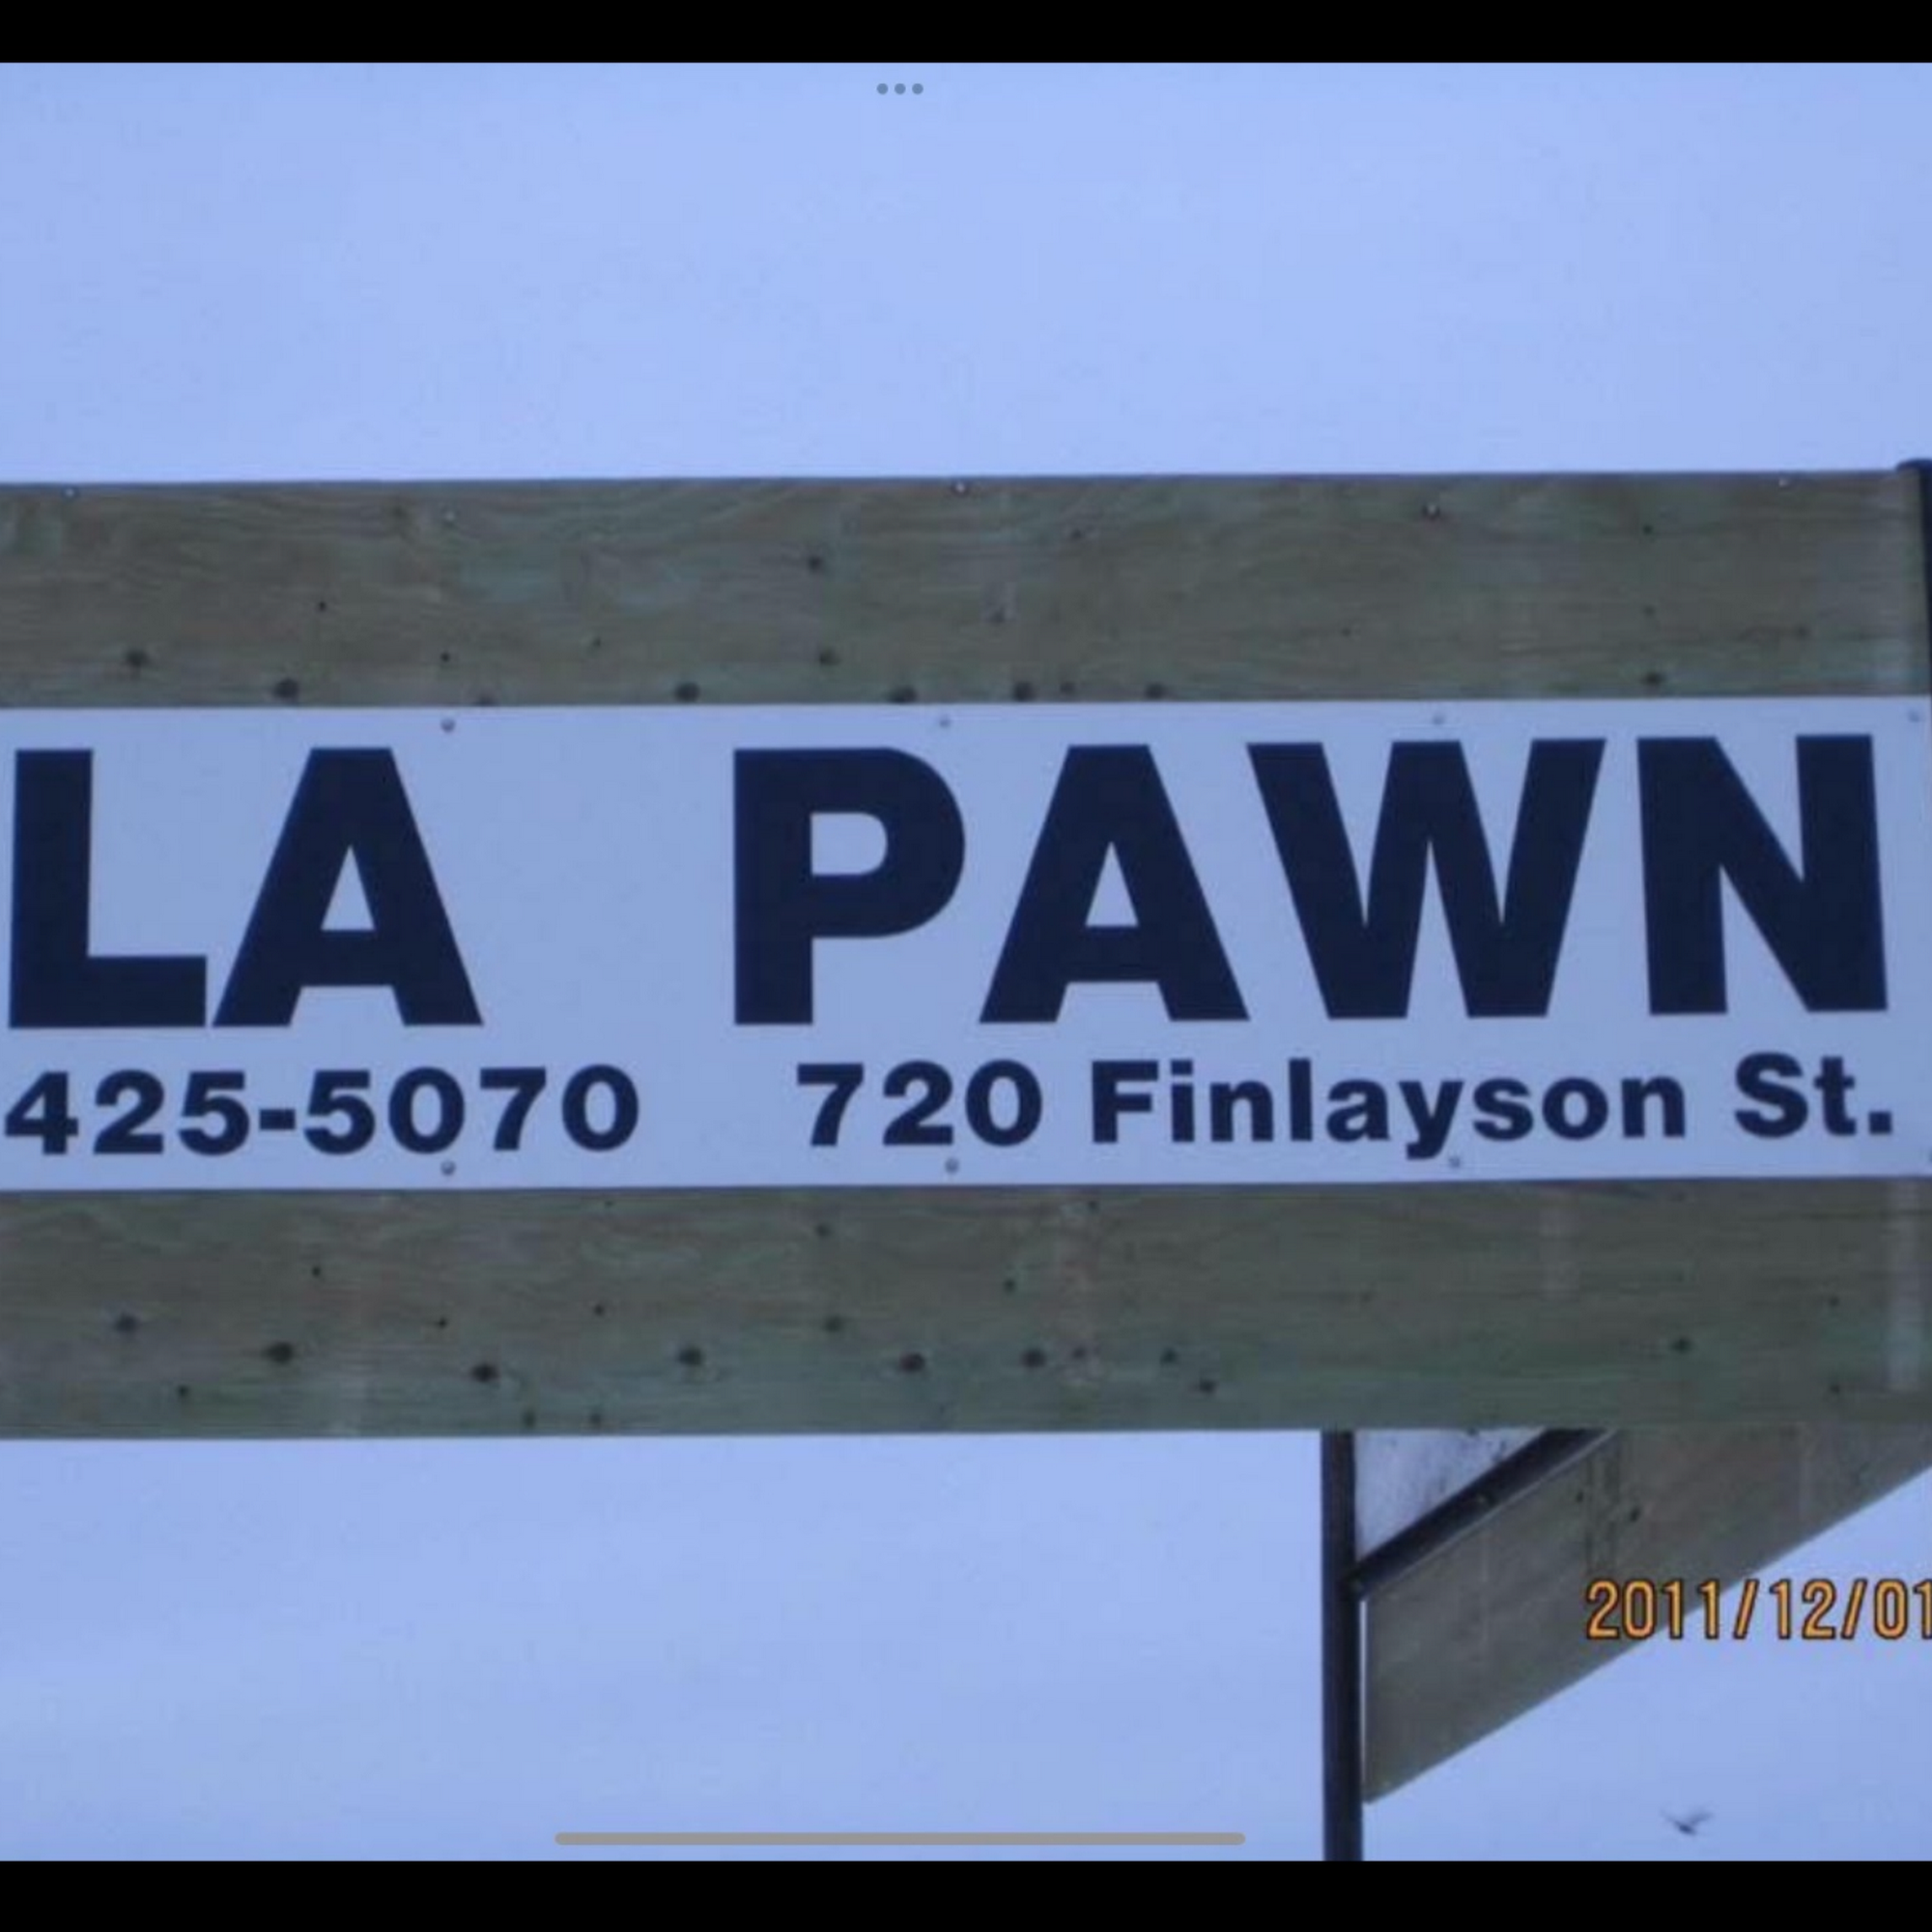 LA PAWN
425-5070 720 Finlayson St.
2011/12/01